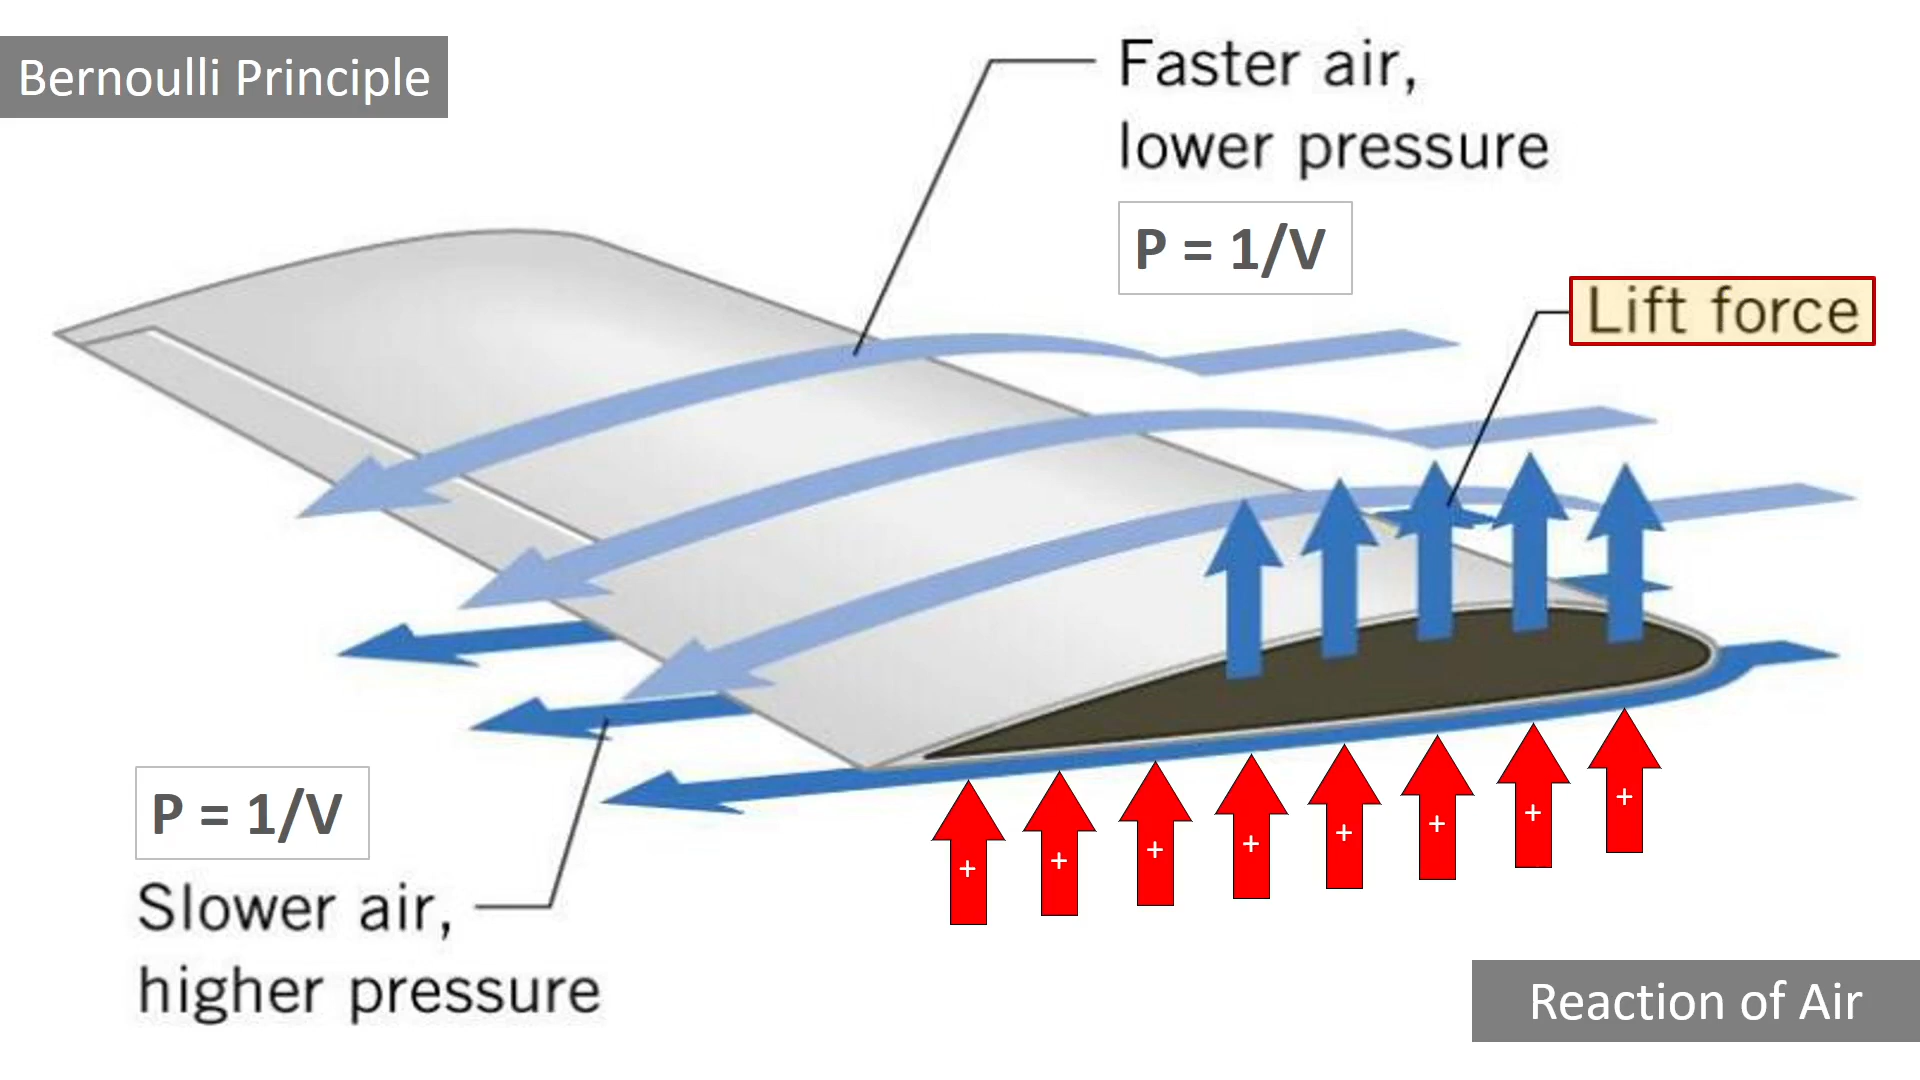 Bernoulli Principle
Faster air,
lower pressure
P = 1/V
Lift force
P = 1/V
Slower air,
higher pressure
+ + + + + + + +
Reaction of Air